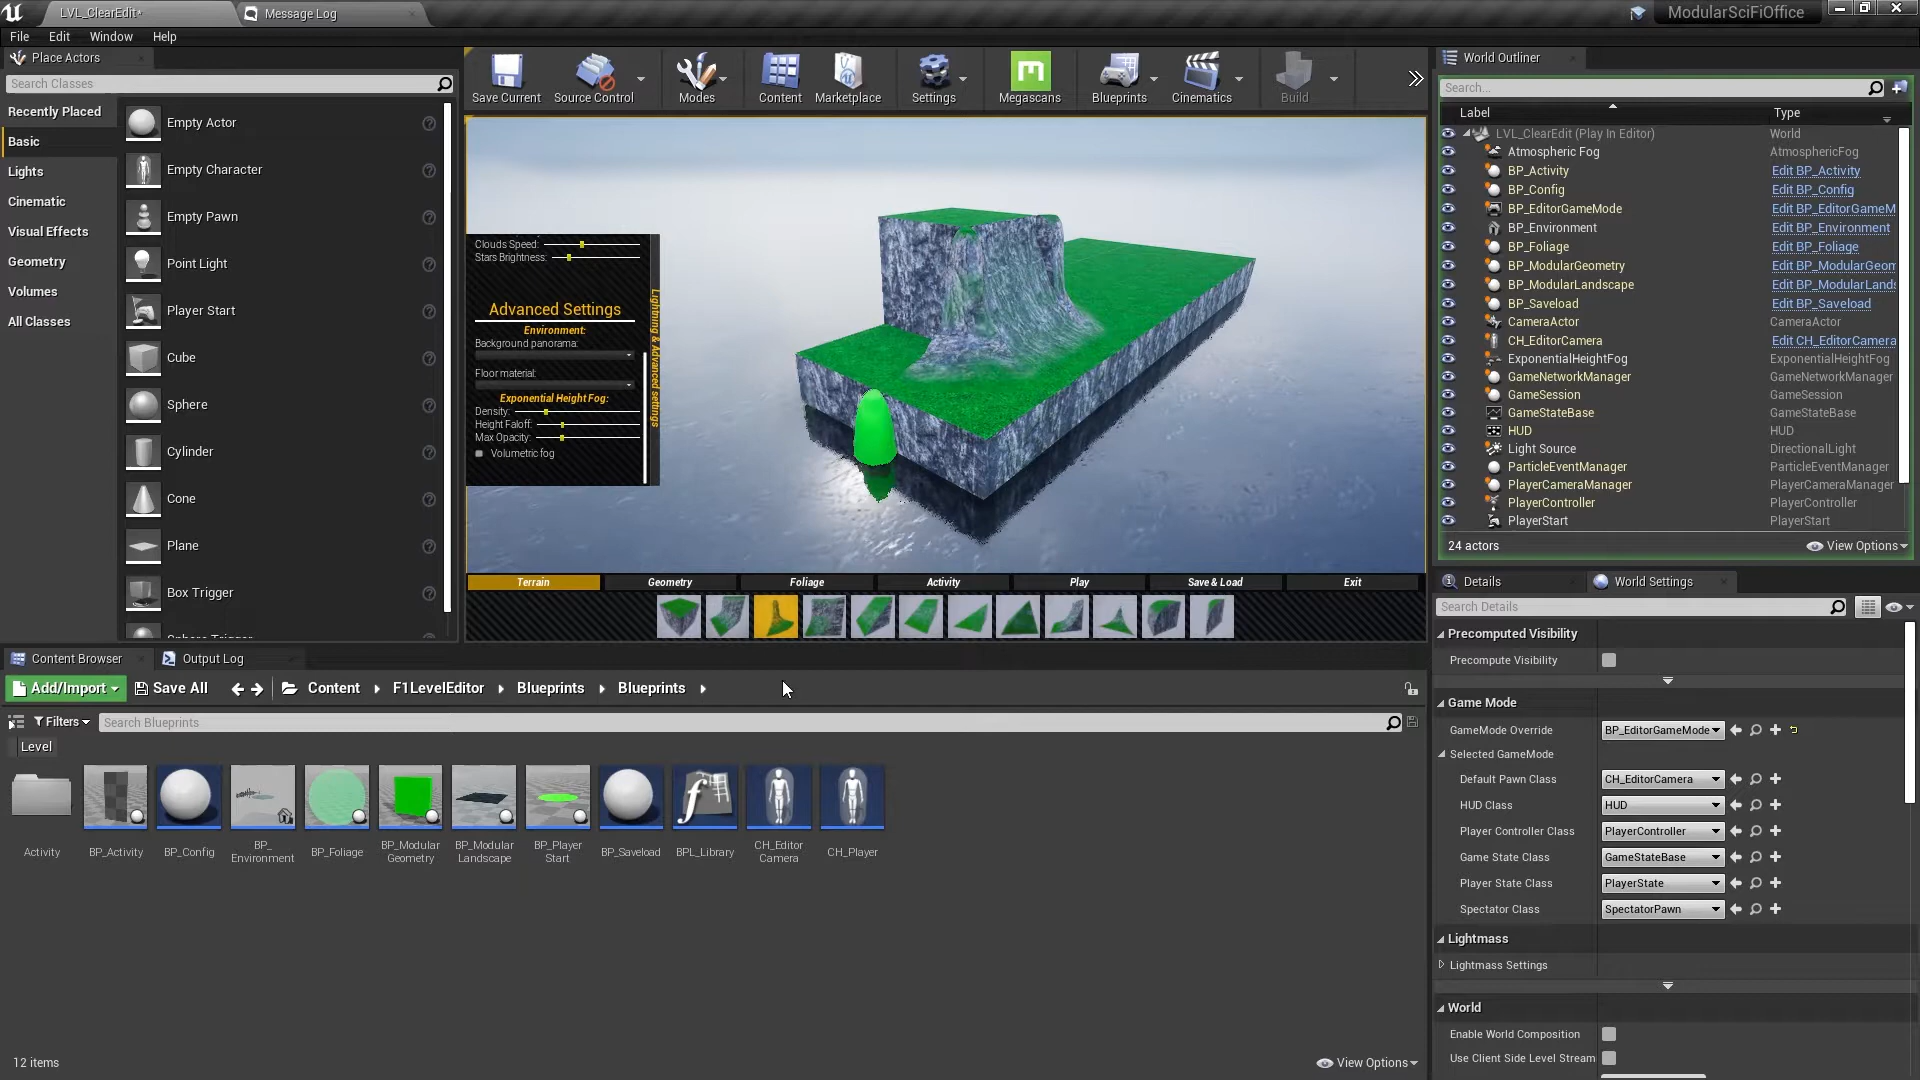 LVL_ClearEdit*
Message Log
ModularSciFiOffice
File
Edit
Window
Help
Place Actors
Search Classes
Recently Placed
Basic
Lights
Cinematic
Visual Effects
Geometry
Volumes
All Classes
Empty Actor
Empty Character
Empty Pawn
Point Light
Player Start
Cube
Sphere
Cylinder
Cone
Plane
Box Trigger
Sphere Trigger
Save Current
Source Control
Modes
Content
Marketplace
Settings
Megascans
Blueprints
Cinematics
Build
Clouds Speed:
Stars Brightness:
Advanced Settings
Environment:
Background panorama:
Floor material:
Exponential Height Fog:
Density:
Height Faloff:
Max Opacity:
Volumetric fog
Lightning & Advanced settings
Terrain
Geometry
Foliage
Activity
Play
Save & Load
Exit
World Outliner
Search...
Label
Type
LVL_ClearEdit (Play In Editor) World
Atmospheric Fog AtmosphericFog
BP_Activity Edit BP_Activity
BP_Config Edit BP_Config
BP_EditorGameMode Edit BP_EditorGameM
BP_Environment Edit BP_Environment
BP_Foliage Edit BP_Foliage
BP_ModularGeometry Edit BP_ModularGeom
BP_ModularLandscape Edit BP_ModularLands
BP_Saveload Edit BP_Saveload
CameraActor CameraActor
CH_EditorCamera Edit CH_EditorCamera
ExponentialHeightFog ExponentialHeightFog
GameNetworkManager GameNetworkManager
GameSession GameSession
GameStateBase GameStateBase
HUD HUD
Light Source DirectionalLight
ParticleEventManager ParticleEventManager
PlayerCameraManager PlayerCameraManager
PlayerController PlayerController
PlayerStart PlayerStart
24 actors
View Options
Details
World Settings
Search Details
Precomputed Visibility
Precompute Visibility
Game Mode
GameMode Override BP_EditorGameMode
Selected GameMode
Default Pawn Class CH_EditorCamera
HUD Class HUD
Player Controller Class PlayerController
Game State Class GameStateBase
Player State Class PlayerState
Spectator Class SpectatorPawn
Lightmass
Lightmass Settings
World
Enable World Composition
Use Client Side Level Stream
Content Browser
Output Log
Add/Import
Save All
Content
F1LevelEditor
Blueprints
Blueprints
Filters
Search Blueprints
Level
Activity
BP_Activity
BP_Config
BP_
Environment
BP_Foliage
BP_Modular
Geometry
BP_Modular
Landscape
BP_Player
Start
BP_Saveload
BPL_Library
CH_Editor
Camera
CH_Player
12 items
View Options